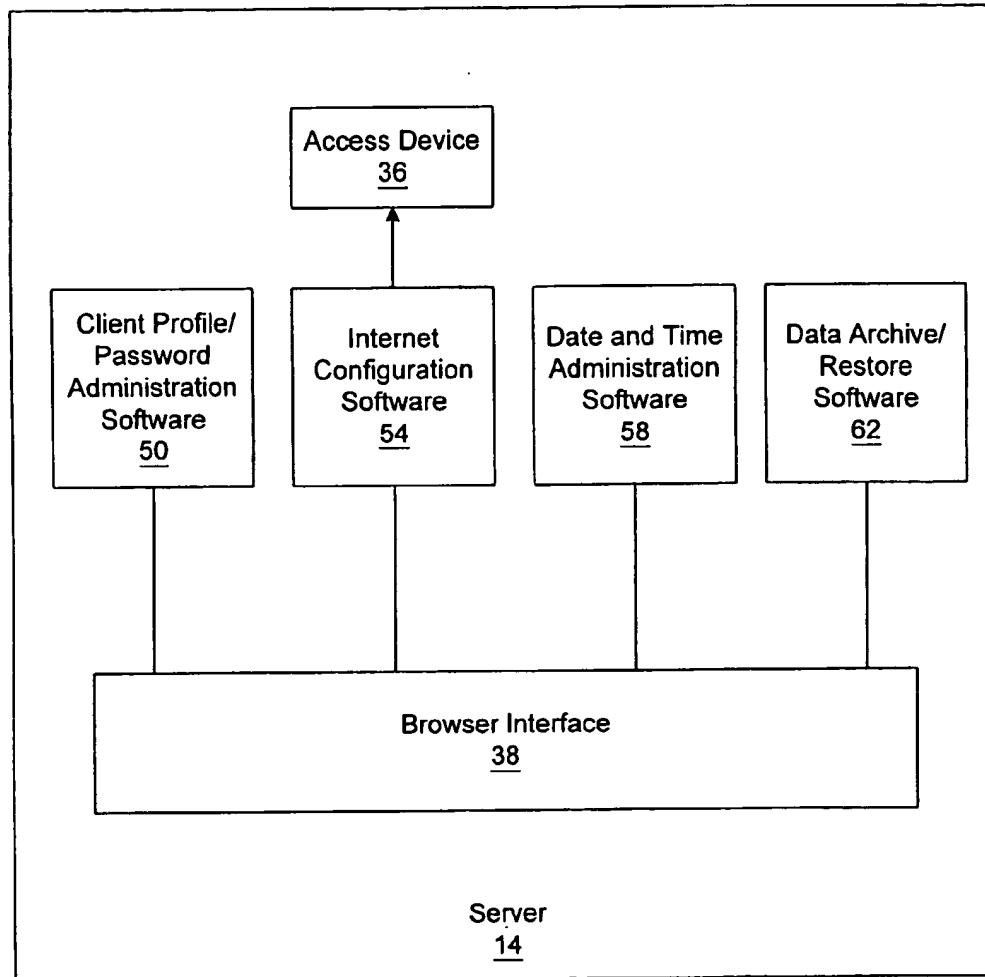 Access Device
36
Client Profile/
Password
Administration
Software
50
Internet
Configuration
Software
54
Date and Time
Administration
Software
58
Data Archive/
Restore
Software
62
Browser Interface
38
Server
14